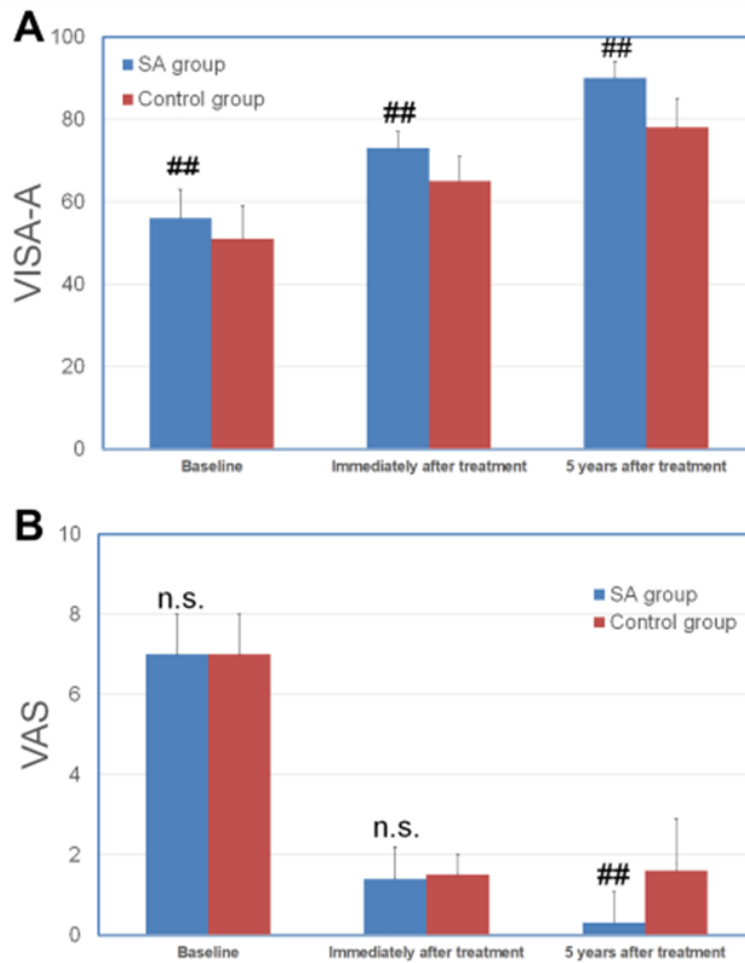 A
100
SA group
Control group
##
##
##
80
60
40
20
0
VISA-A
Baseline
Immediately after treatment
5 years after treatment
B
10
SA group
Control group
n.s.
8
6
4
n.s.
2
##
0
VAS
Baseline
Immediately after treatment
5 years after treatment